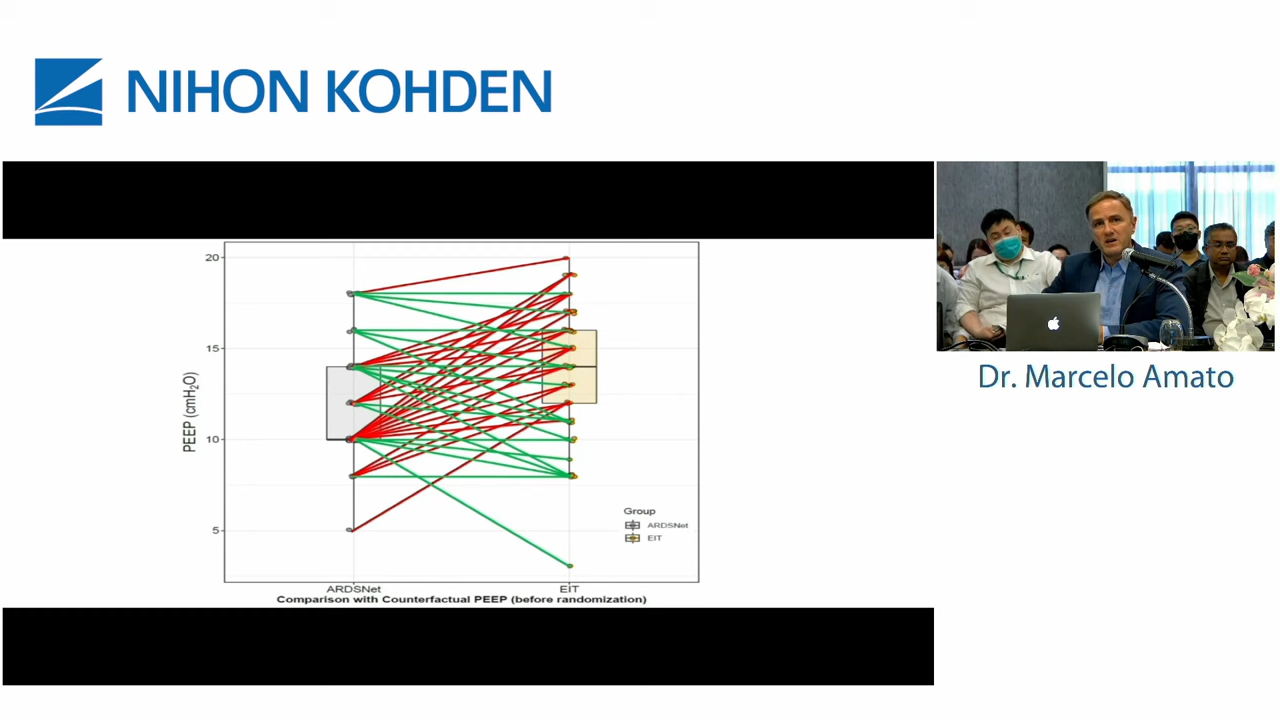 NIHON KOHDEN
20
15
10
5
PEEP (cmH₂O)
Group
ARDSNet
EIT
ARDSNet
EIT
Comparison with Counterfactual PEEP (before randomization)
Dr. Marcelo Amato